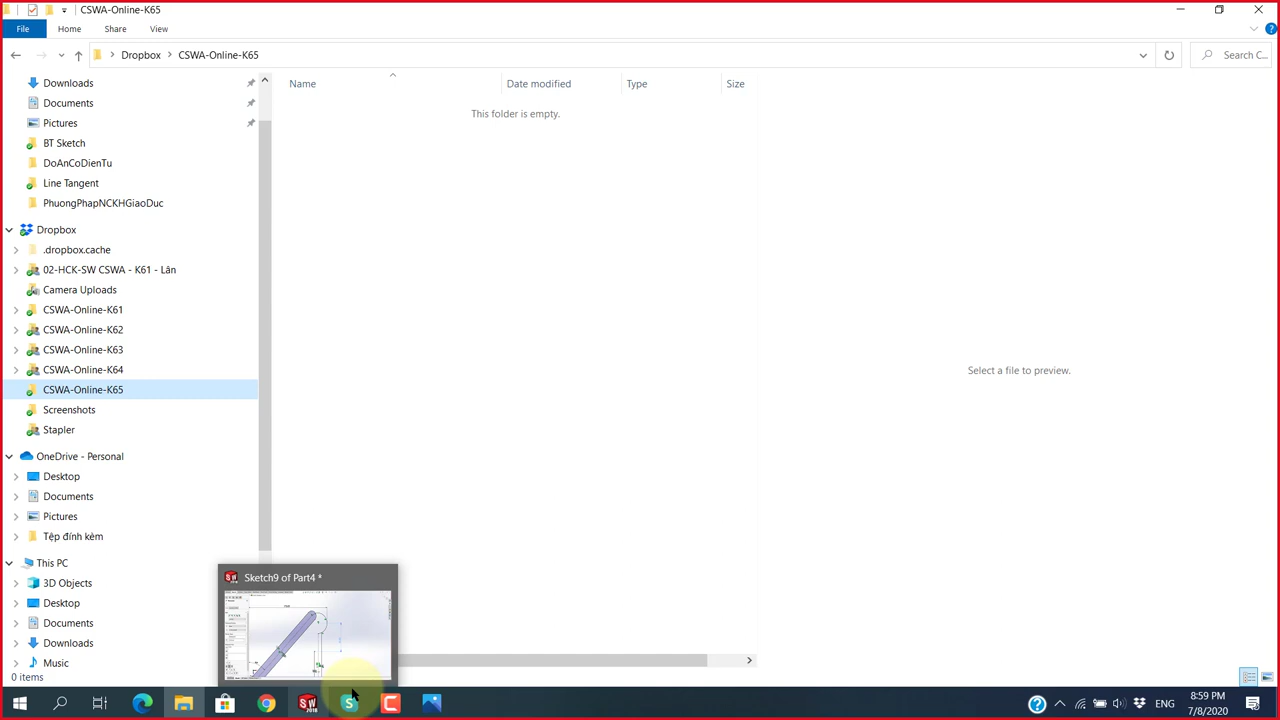 CSWA-Online-K65
File
Home
Share
View
Dropbox
CSWA-Online-K65
Search C...
Name
Date modified
Type
Size
This folder is empty.
Select a file to preview.
Downloads
Documents
Pictures
BT Sketch
DoAnCoDienTu
Line Tangent
PhuongPhapNCKHGiaoDuc
Dropbox
.dropbox.cache
02-HCK-SW CSWA - K61 - Lân
Camera Uploads
CSWA-Online-K61
CSWA-Online-K62
CSWA-Online-K63
CSWA-Online-K64
CSWA-Online-K65
Screenshots
Stapler
OneDrive - Personal
Desktop
Documents
Pictures
Tệp đính kèm
This PC
3D Objects
Desktop
Documents
Downloads
Music
Sketch9 of Part4 *
0 items
ENG
8:59 PM
7/8/2020